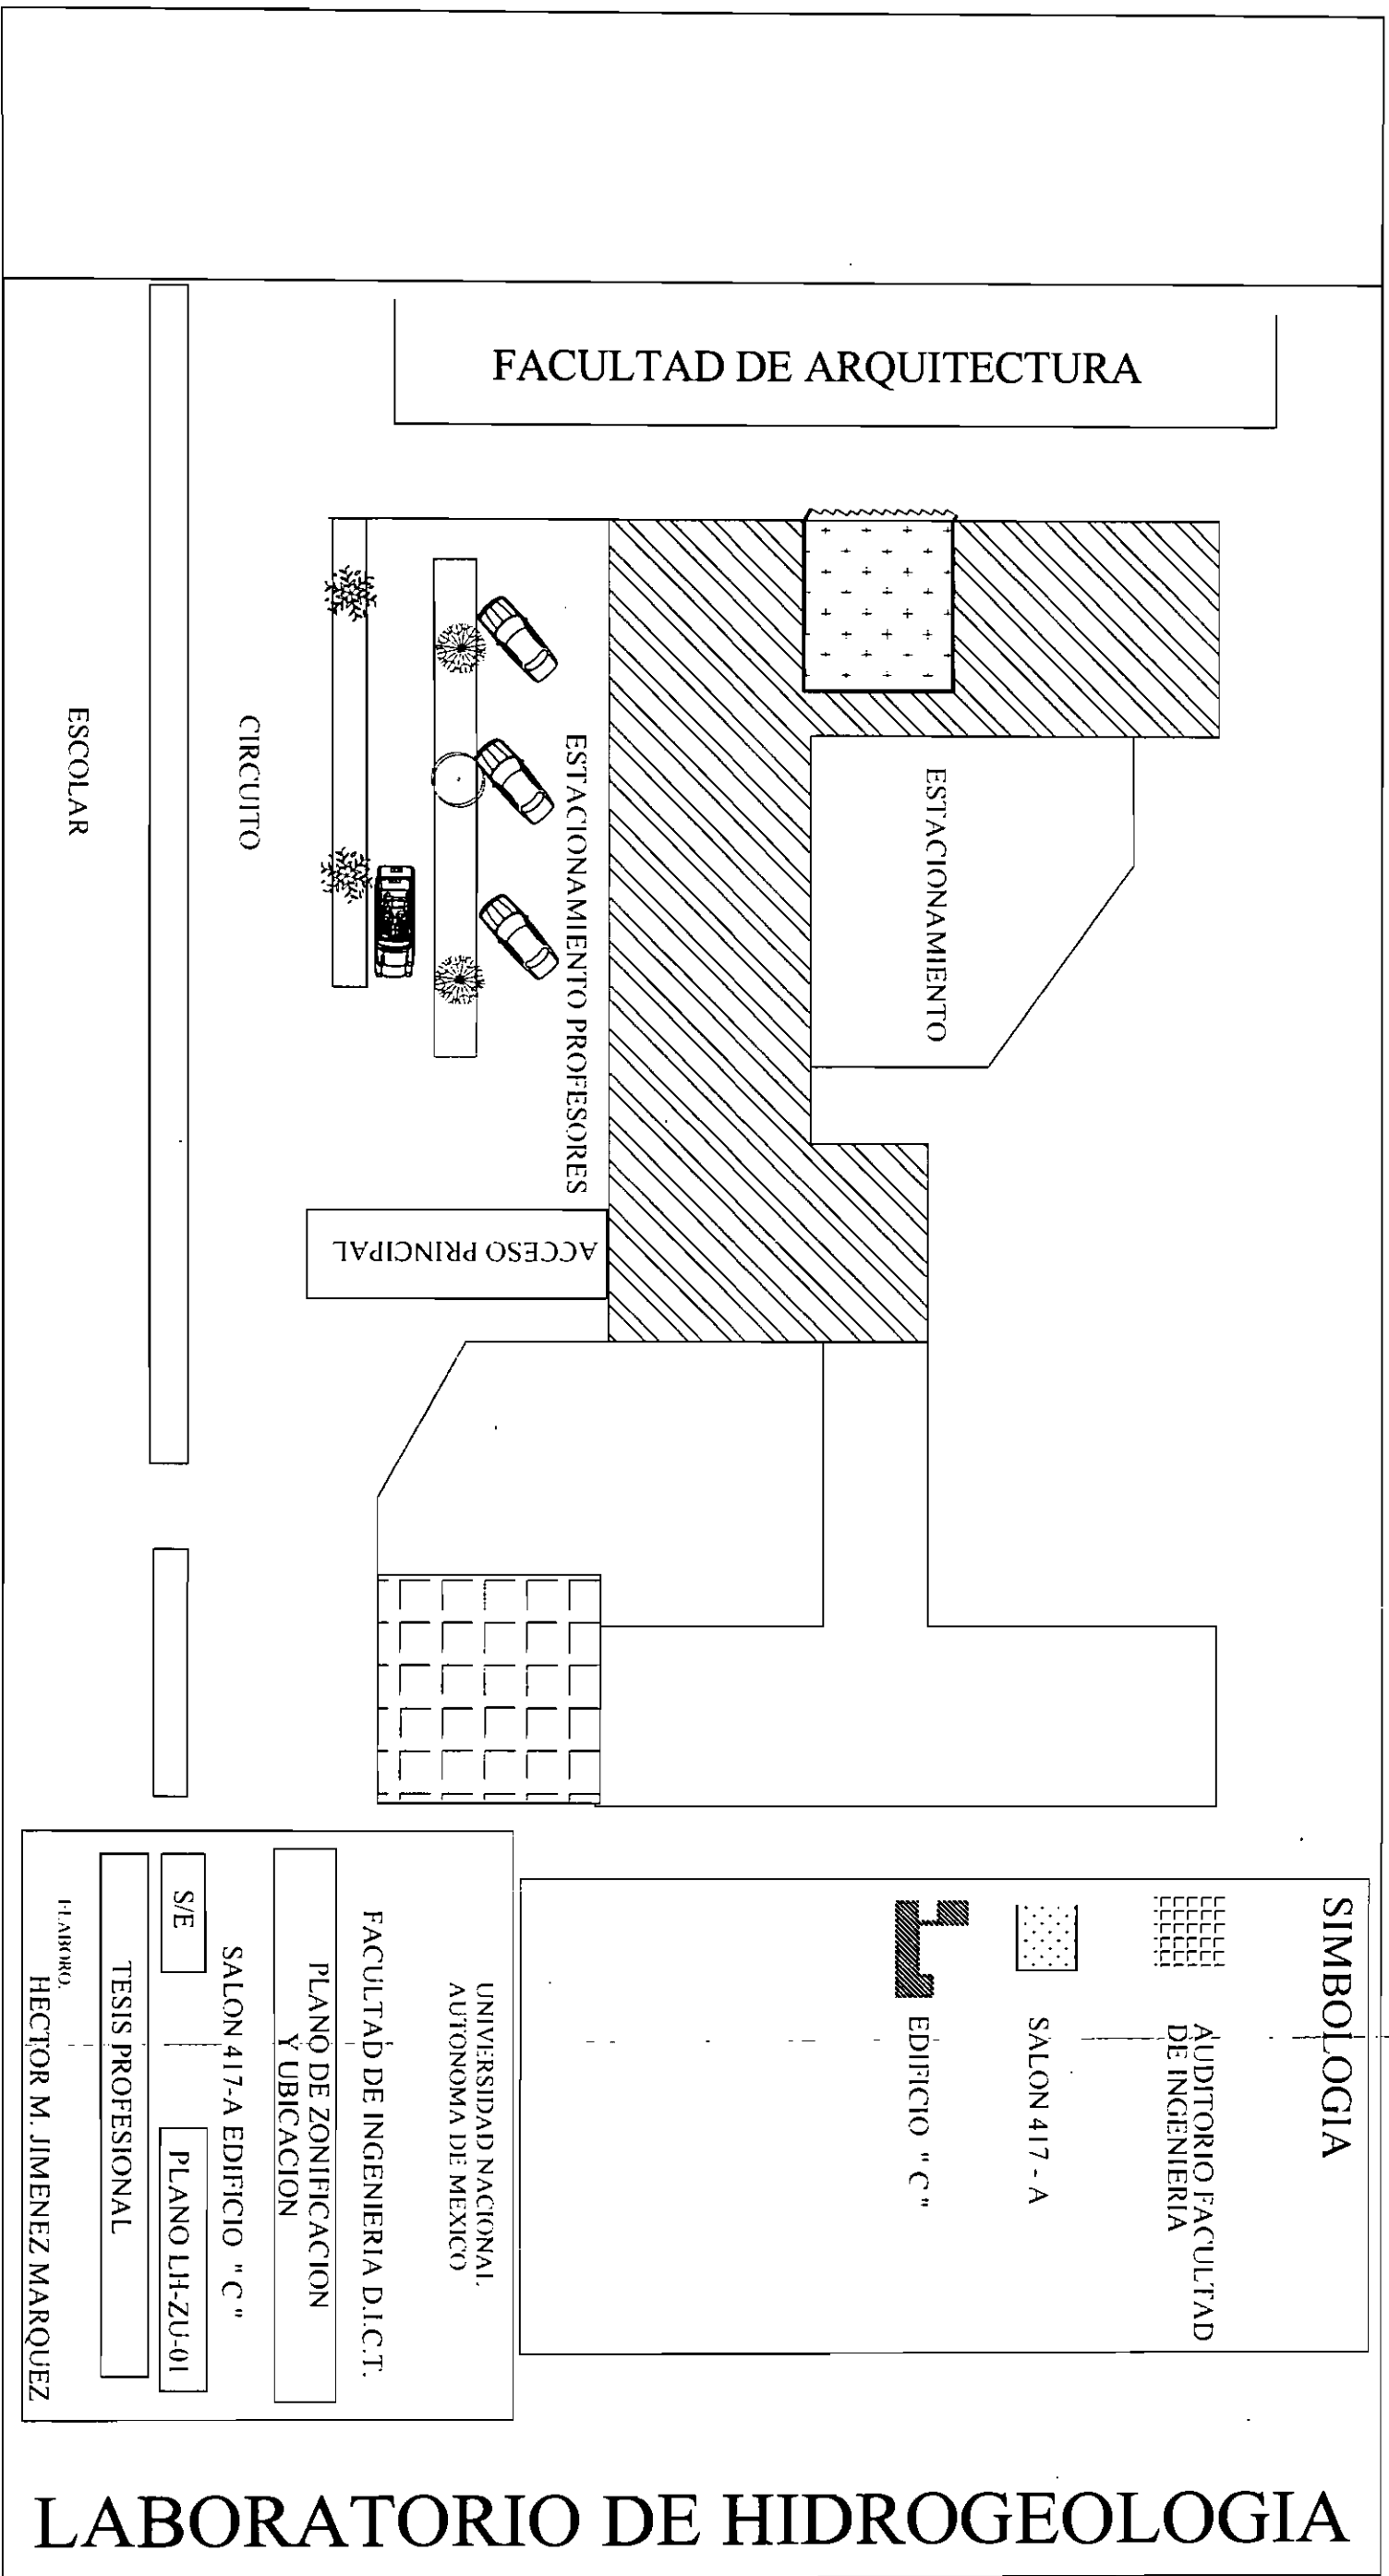 FACULTAD DE ARQUITECTURA
ESTACIONAMIENTO
ESTACIONAMIENTO PROFESORES
CIRCUITO
ESCOLAR
ACCESO PRINCIPAL
SIMBOLOGIA
AUDITORIO FACULTAD
DE INGENIERIA
SALON 417 - A
EDIFICIO " C "
UNIVERSIDAD NACIONAL
AUTONOMA DE MEXICO
FACULTAD DE INGENIERIA D.I.C.T.
PLANO DE ZONIFICACION
Y UBICACION
SALON 417-A EDIFICIO " C "
S/E
PLANO LH-ZU-01
TESIS PROFESIONAL
ELABORO.
HECTOR M. JIMENEZ MARQUEZ
LABORATORIO DE HIDROGEOLOGIA